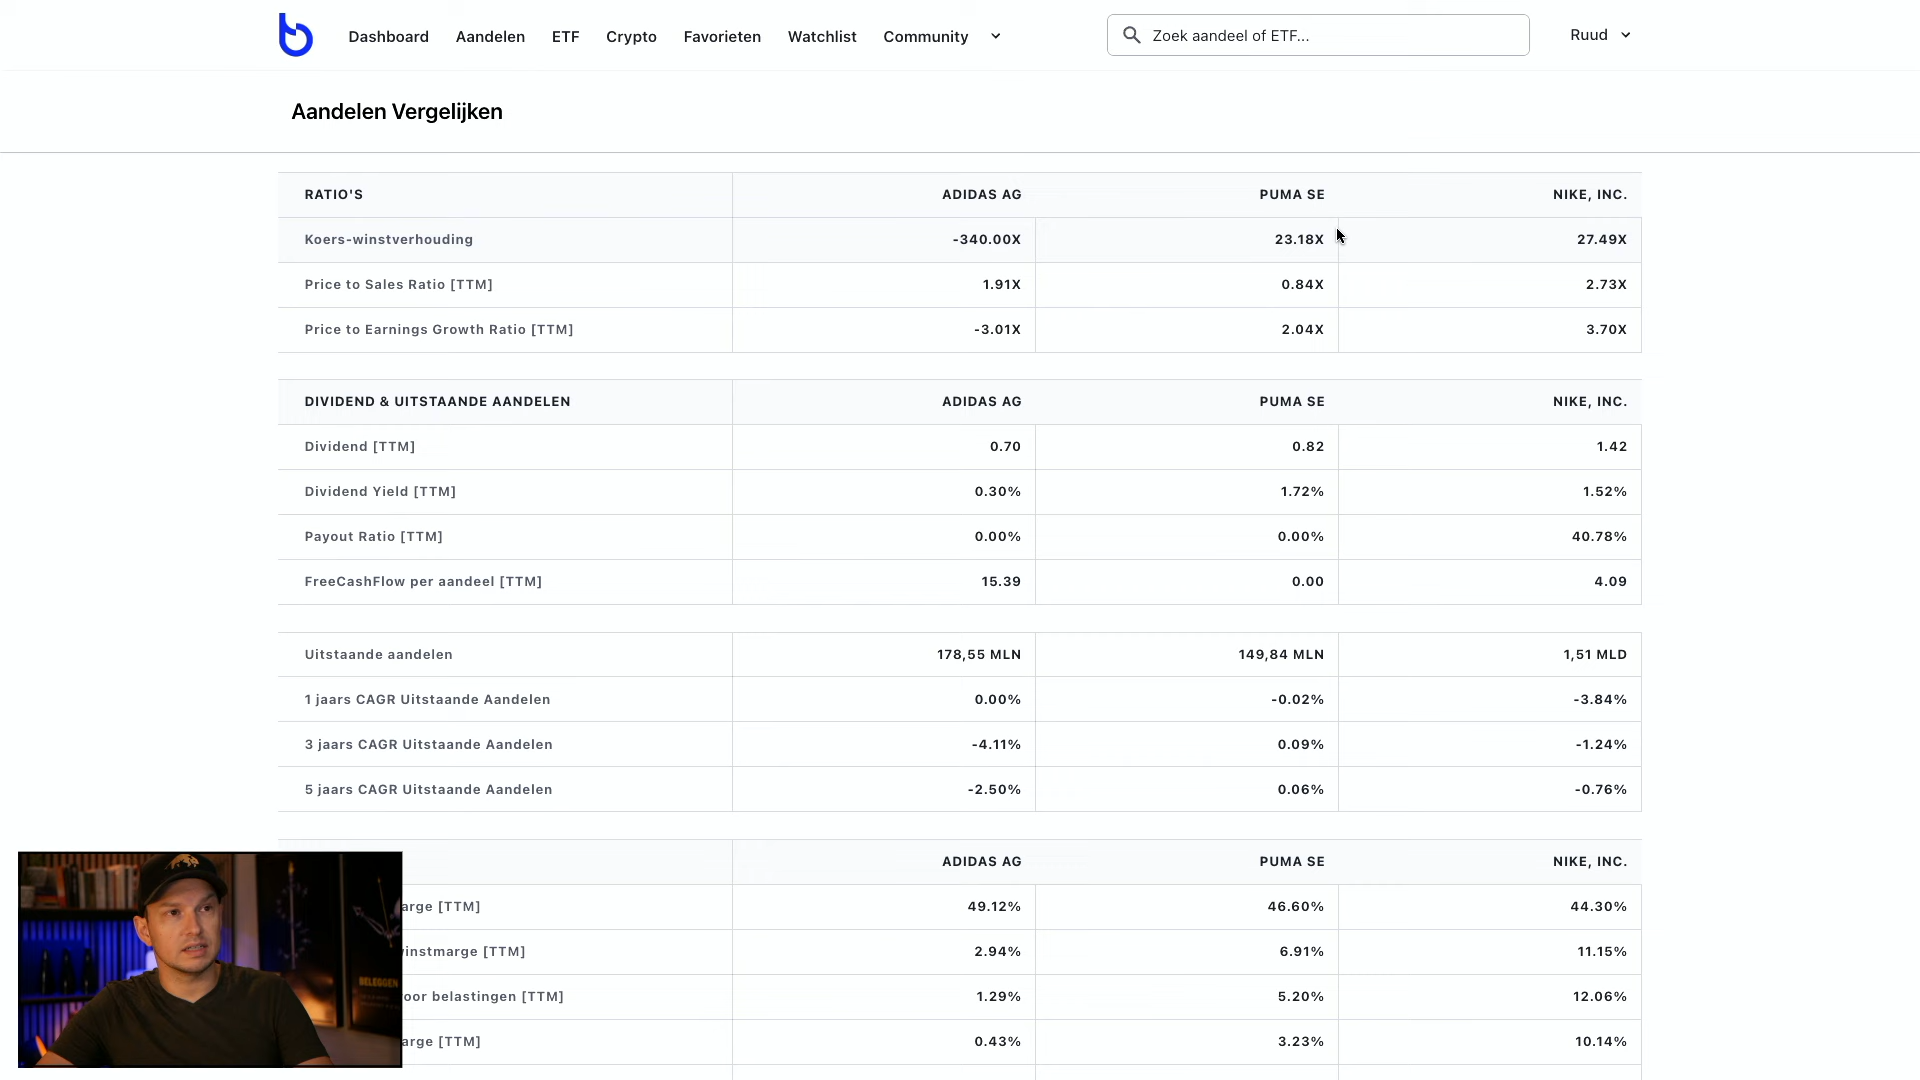 Dashboard Aandelen ETF Crypto Favorieten Watchlist Community Zoek aandeel of ETF... Ruud
Aandelen Vergelijken
RATIO'S ADIDAS AG PUMA SE NIKE, INC.
Koers-winstverhouding -340.00X 23.18X 27.49X
Price to Sales Ratio [TTM] 1.91X 0.84X 2.73X
Price to Earnings Growth Ratio [TTM] -3.01X 2.04X 3.70X
DIVIDEND & UITSTAANDE AANDELEN ADIDAS AG PUMA SE NIKE, INC.
Dividend [TTM] 0.70 0.82 1.42
Dividend Yield [TTM] 0.30% 1.72% 1.52%
Payout Ratio [TTM] 0.00% 0.00% 40.78%
FreeCashFlow per aandeel [TTM] 15.39 0.00 4.09
Uitstaande aandelen 178,55 MLN 149,84 MLN 1,51 MLD
1 jaars CAGR Uitstaande Aandelen 0.00% -0.02% -3.84%
3 jaars CAGR Uitstaande Aandelen -4.11% 0.09% -1.24%
5 jaars CAGR Uitstaande Aandelen -2.50% 0.06% -0.76%
ADIDAS AG PUMA SE NIKE, INC.
arge [TTM] 49.12% 46.60% 44.30%
instmarge [TTM] 2.94% 6.91% 11.15%
oor belastingen [TTM] 1.29% 5.20% 12.06%
arge [TTM] 0.43% 3.23% 10.14%
BELEGGEN